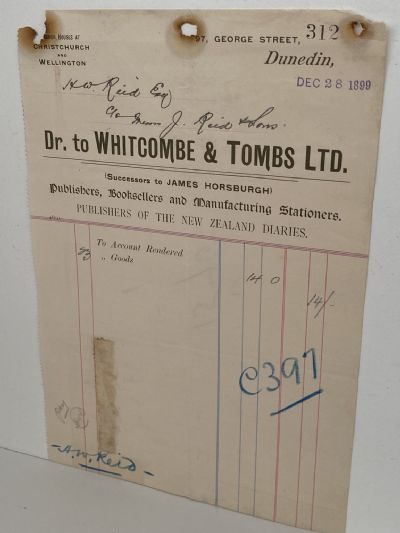 HOUSES AT
CHRISTCHURCH
AND
WELLINGTON
97, GEORGE STREET, 312
Dunedin,
DEC 28 1899
H.W. Reid Esq
c/o Messrs J. Reid & Sons.
Dr. to WHITCOMBE & TOMBS LTD.
(Successors to JAMES HORSBURGH)
Publishers, Booksellers and Manufacturing Stationers.
PUBLISHERS OF THE NEW ZEALAND DIARIES.
To Account Rendered
„ Goods 14 0
14/-
C397
H.W. Reid